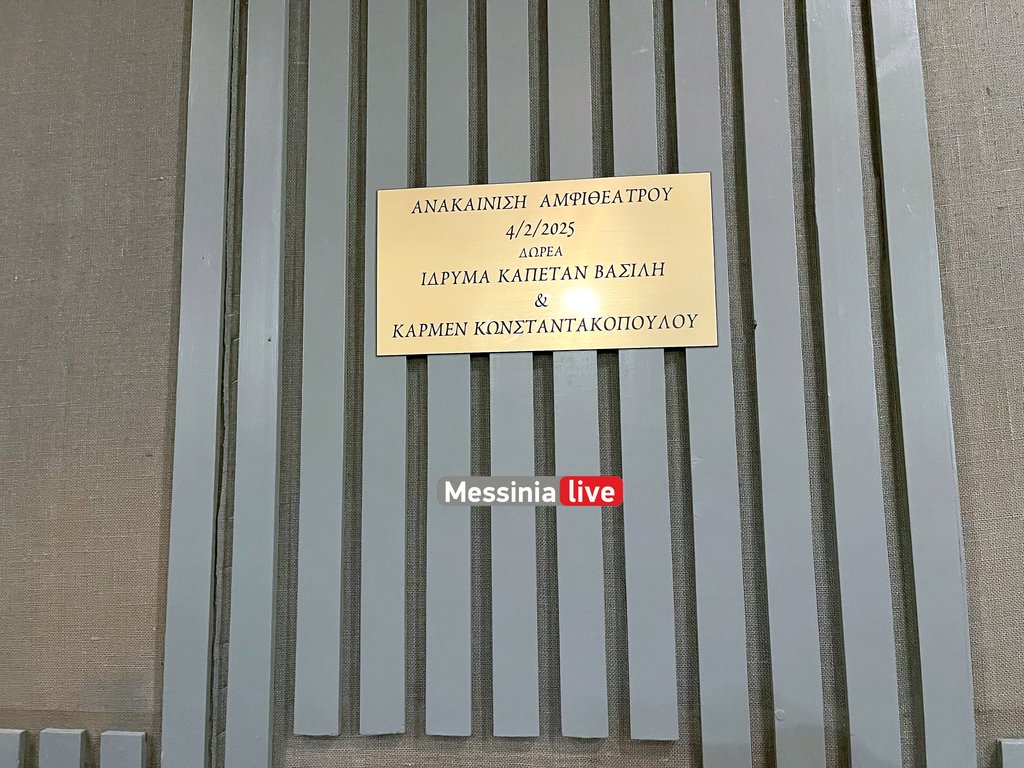 ΑΝΑΚΑΙΝΙΣΗ ΑΜΦΙΘΕΑΤΡΟΥ
4/2/2025
ΔΩΡΕΑ
ΙΔΡΥΜΑ ΚΑΠΕΤΑΝ ΒΑΣΙΛΗ
&
ΚΑΡΜΕΝ ΚΩΝΣΤΑΝΤΑΚΟΠΟΥΛΟΥ
Messinia live